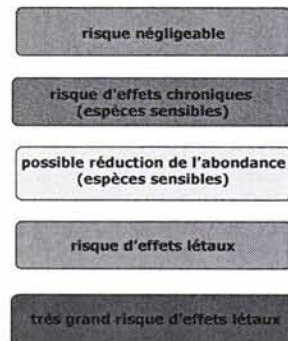 risque négligeable
risque d'effets chroniques
(espèces sensibles)
possible réduction de l'abondance
(espèces sensibles)
risque d'effets létaux
très grand risque d'effets létaux